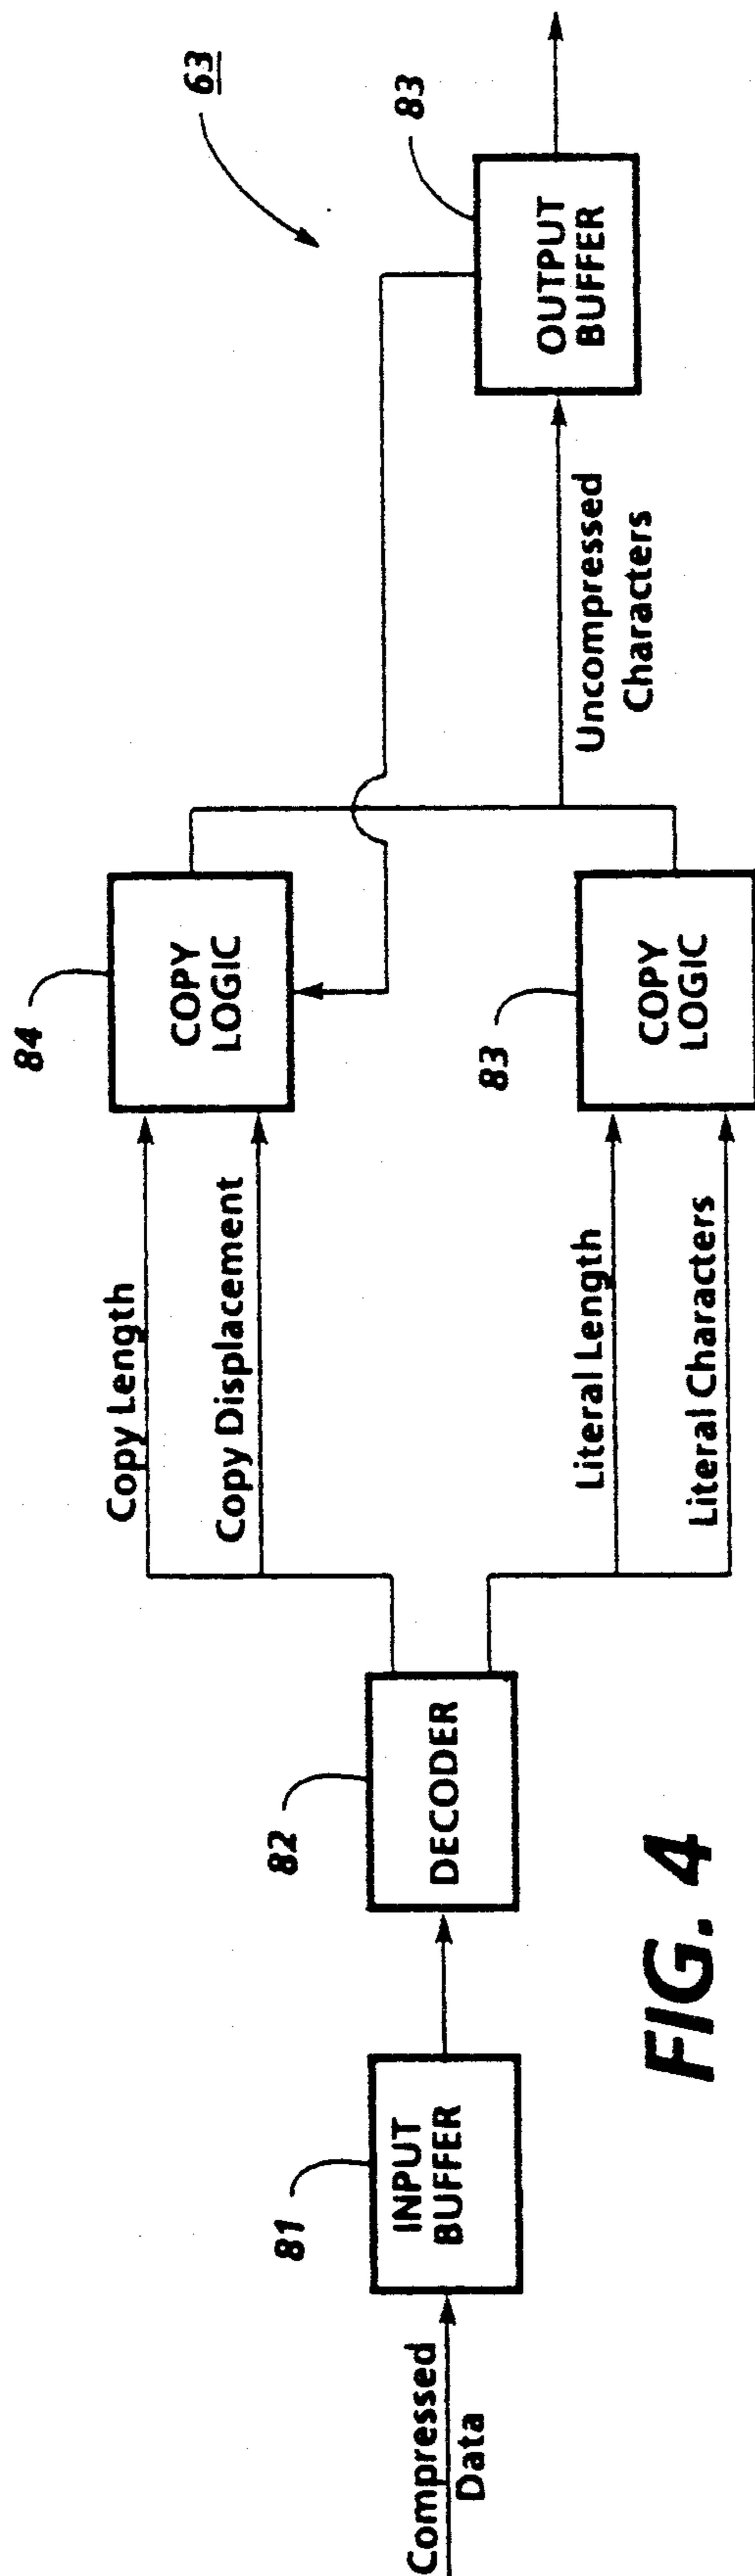 63
Compressed
Data
81
INPUT
BUFFER
82
DECODER
Copy Length
Copy Displacement
Literal Length
Literal Characters
84
COPY
LOGIC
83
COPY
LOGIC
Uncompressed
Characters
83
OUTPUT
BUFFER
FIG. 4